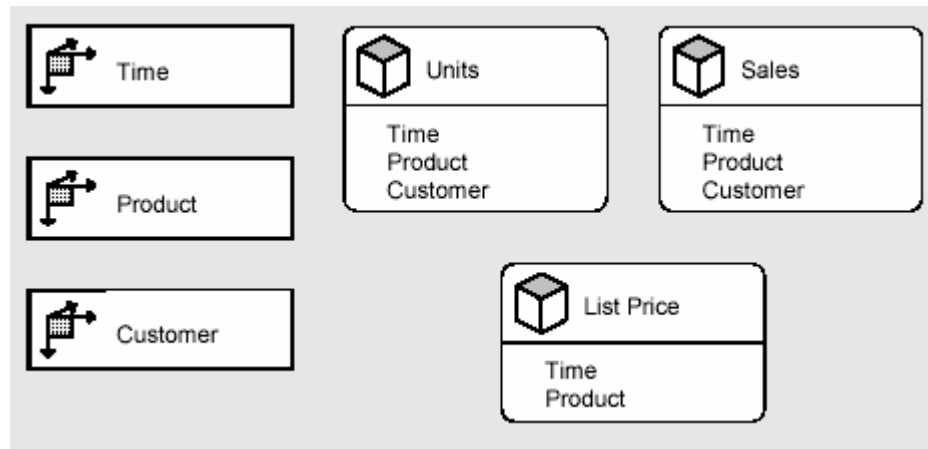 Time
Product
Customer
Units
Time
Product
Customer
Sales
Time
Product
Customer
List Price
Time
Product